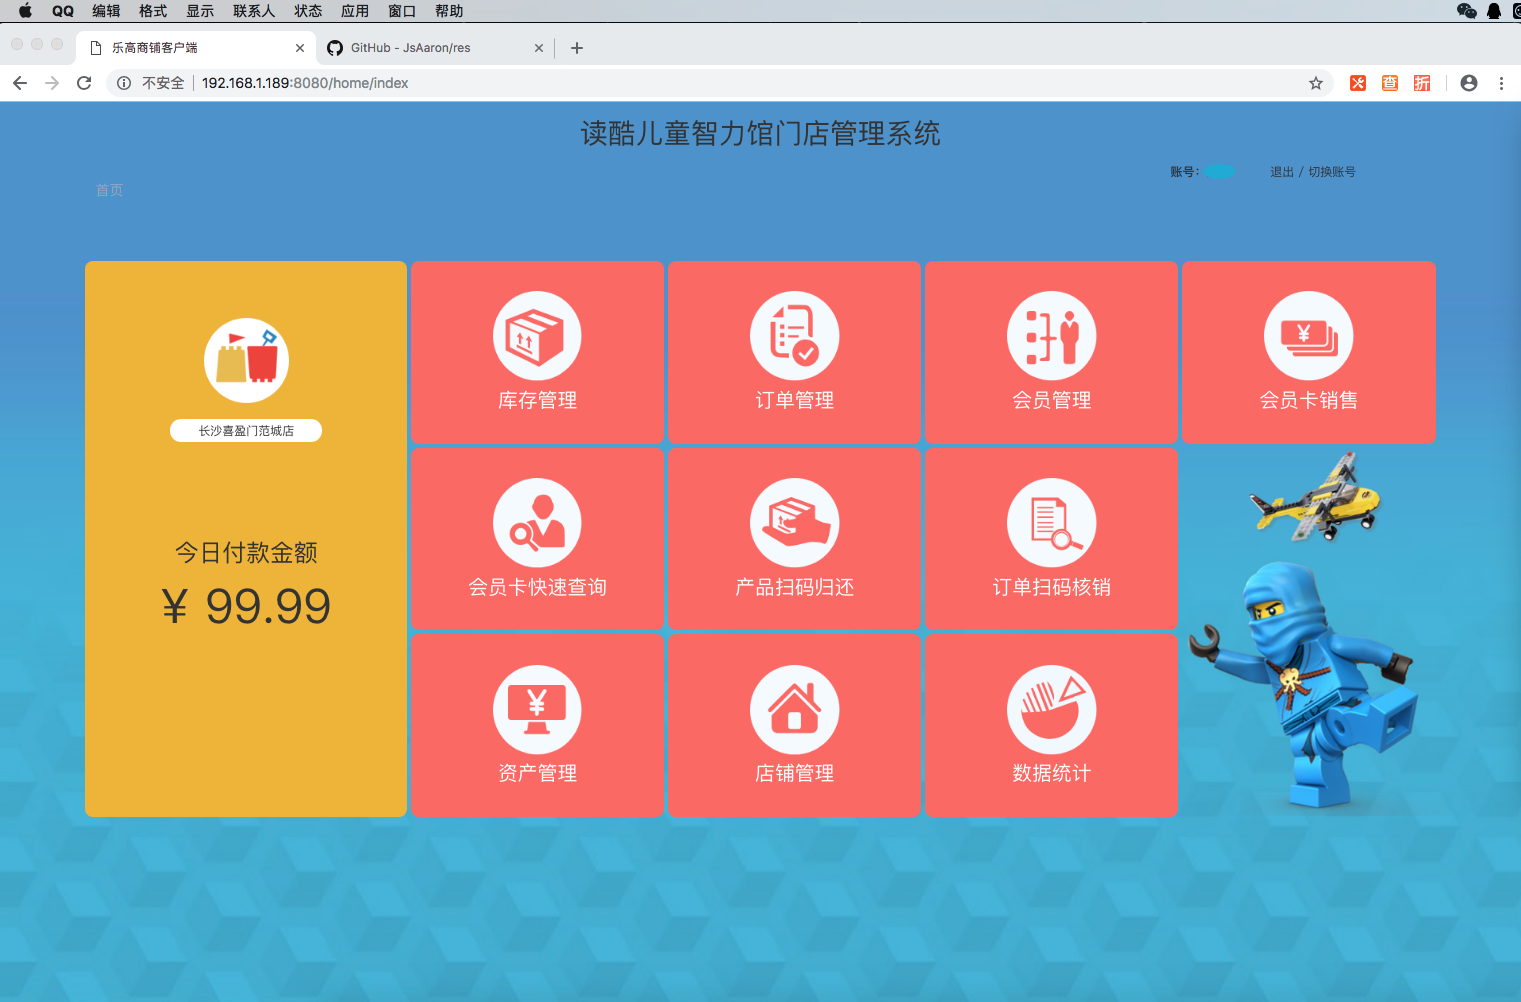 QQ 编辑 格式 显示 联系人 状态 应用 窗口 帮助
乐高商铺客户端 GitHub - JsAaron/res
不安全 192.168.1.189:8080/home/index 查 折
读酷儿童智力馆门店管理系统
账号: 退出 / 切换账号
首页
长沙喜盈门范城店
今日付款金额
¥ 99.99
库存管理 订单管理 会员管理 会员卡销售
会员卡快速查询 产品扫码归还 订单扫码核销
资产管理 店铺管理 数据统计